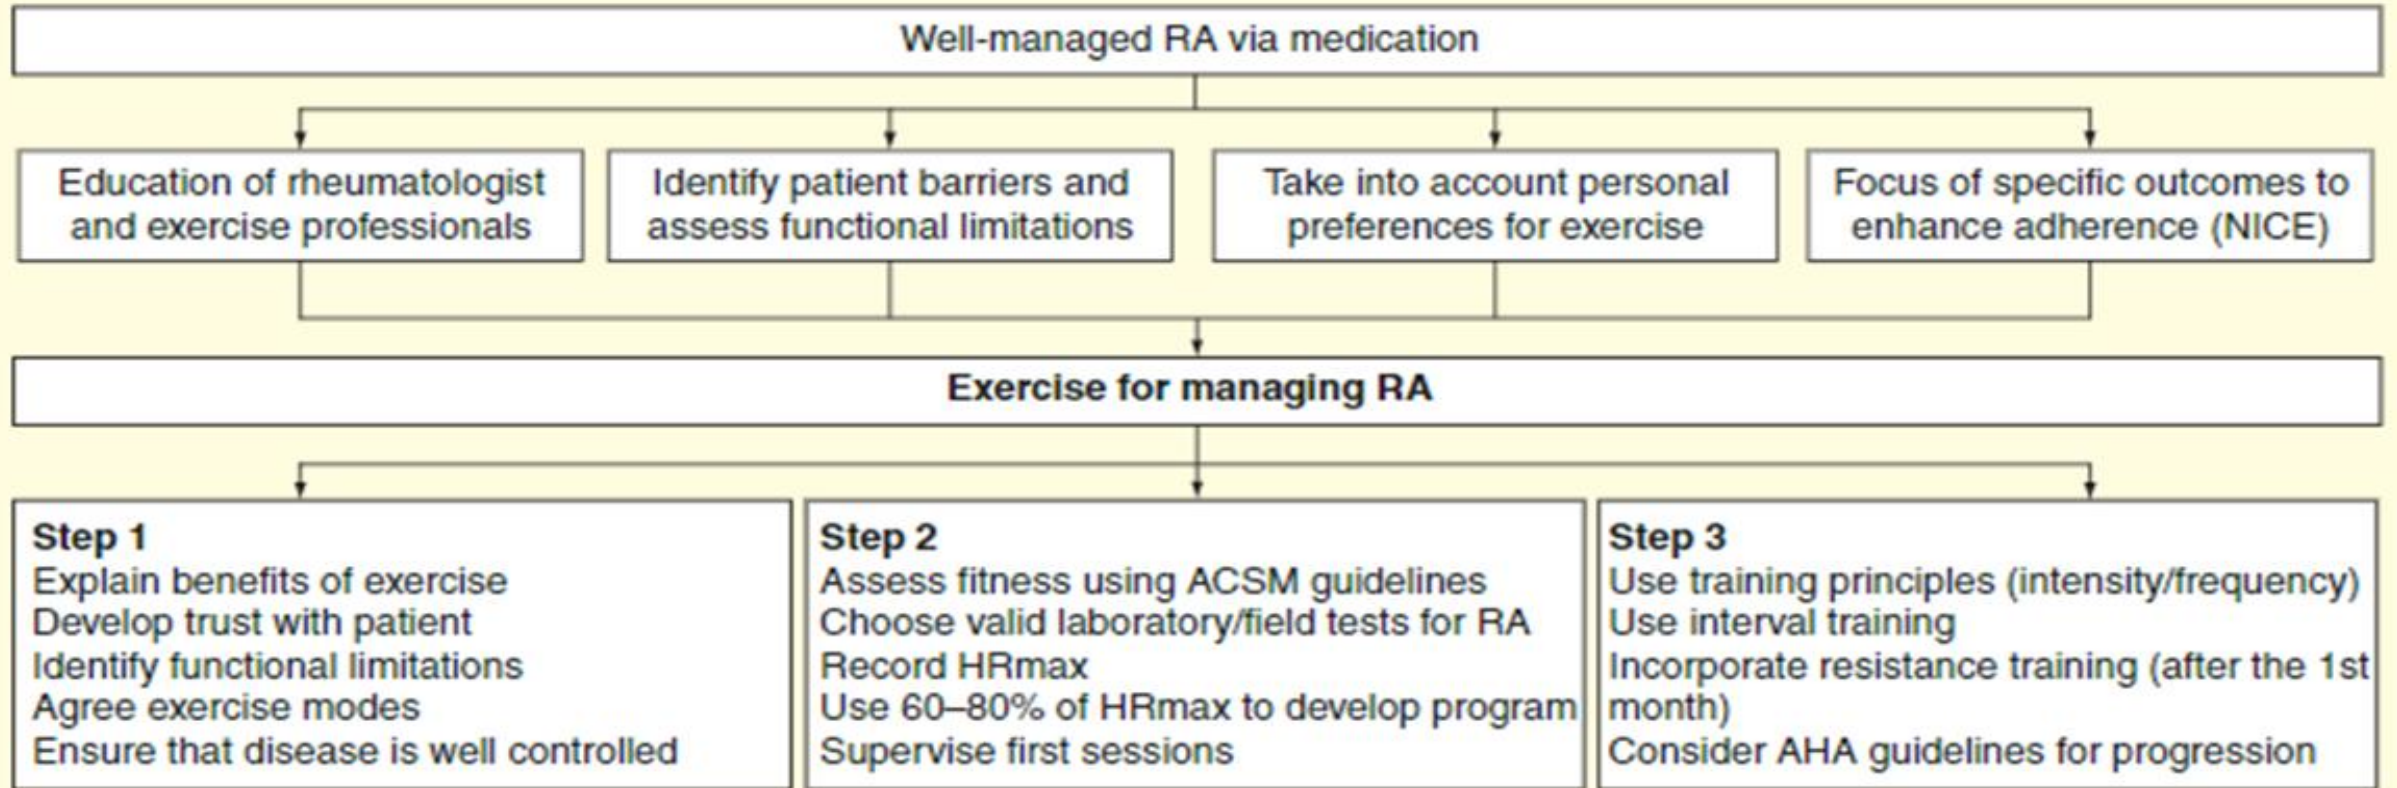 Well-managed RA via medication
Education of rheumatologist
and exercise professionals
Identify patient barriers and
assess functional limitations
Take into account personal
preferences for exercise
Focus of specific outcomes to
enhance adherence (NICE)
Exercise for managing RA
Step 1
Explain benefits of exercise
Develop trust with patient
Identify functional limitations
Agree exercise modes
Ensure that disease is well controlled
Step 2
Assess fitness using ACSM guidelines
Choose valid laboratory/field tests for RA
Record HRmax
Use 60–80% of HRmax to develop program
Supervise first sessions
Step 3
Use training principles (intensity/frequency)
Use interval training
Incorporate resistance training (after the 1st
month)
Consider AHA guidelines for progression